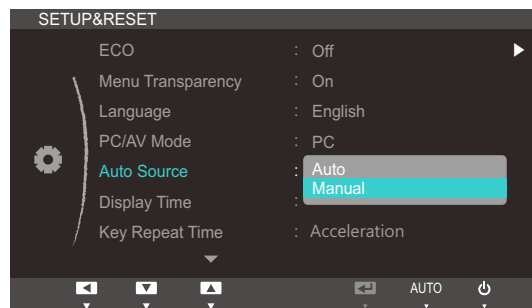 SETUP&RESET
ECO : Off
Menu Transparency : On
Language : English
PC/AV Mode : PC
Auto Source : Auto
Manual
Display Time :
Key Repeat Time : Acceleration
AUTO